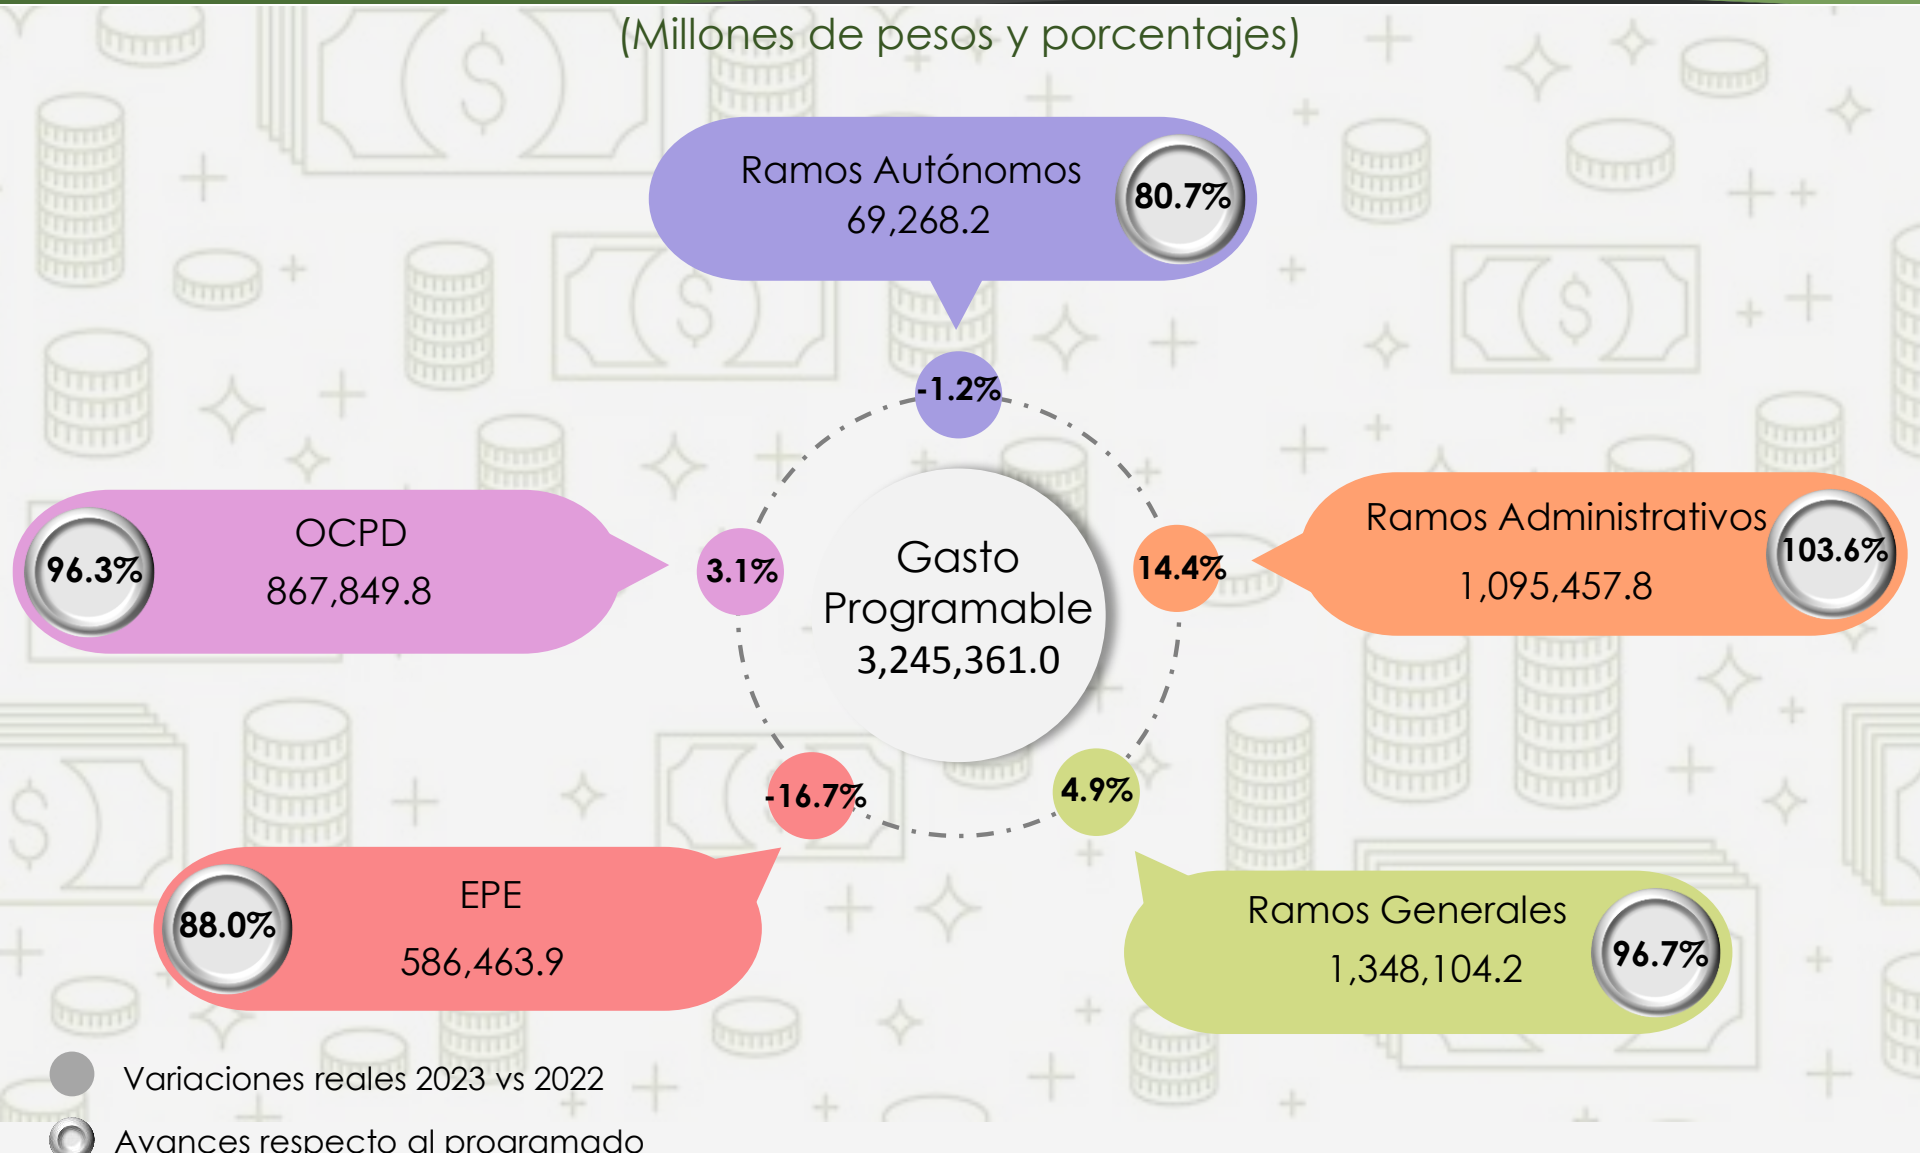 (Millones de pesos y porcentajes)
Ramos Autónomos
69,268.2
80.7%
-1.2%
OCPD
867,849.8
96.3%
3.1%
Gasto
Programable
3,245,361.0
14.4%
Ramos Administrativos
1,095,457.8
103.6%
-16.7%
4.9%
EPE
586,463.9
88.0%
Ramos Generales
1,348,104.2
96.7%
Variaciones reales 2023 vs 2022
Avances respecto al programado